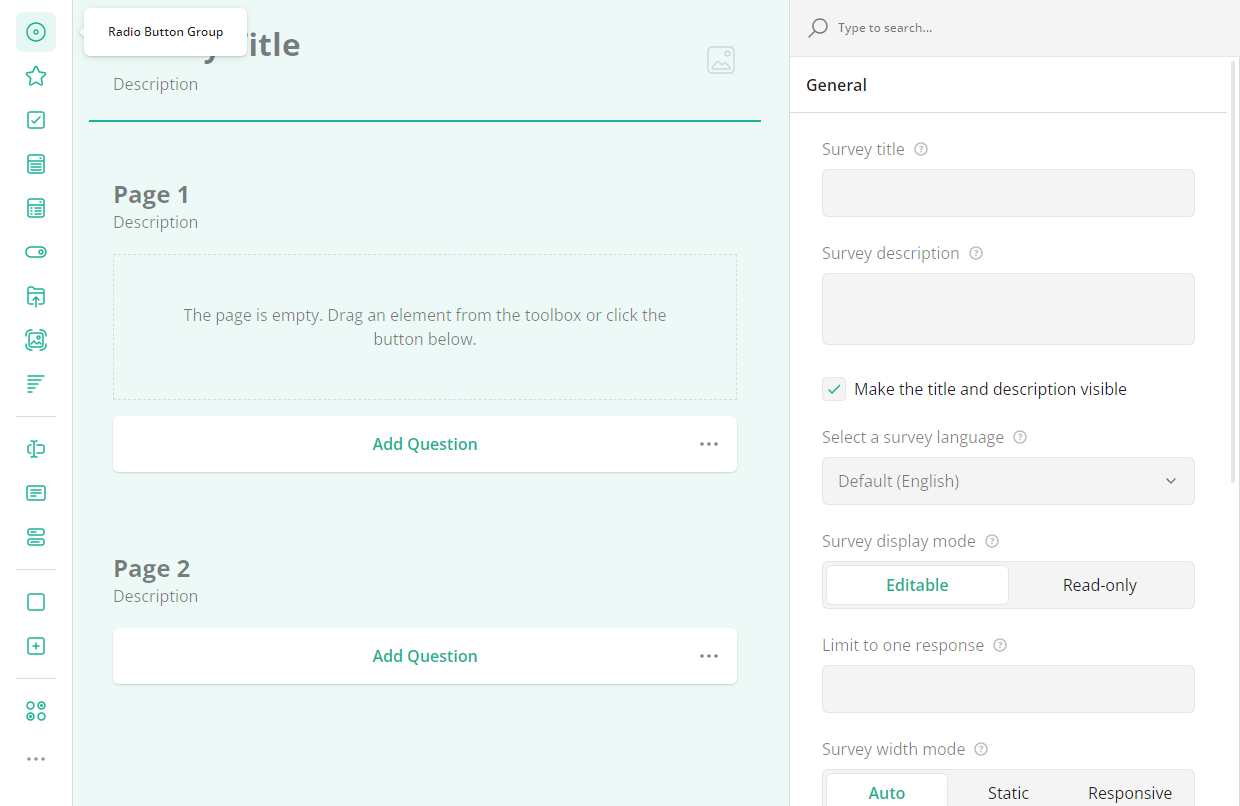 Radio Button Group
itle
Description
Page 1
Description
The page is empty. Drag an element from the toolbox or click the
button below.
Add Question
Page 2
Description
Add Question
Type to search...
General
Survey title
Survey description
Make the title and description visible
Select a survey language
Default (English)
Survey display mode
Editable
Read-only
Limit to one response
Survey width mode
Auto
Static
Responsive